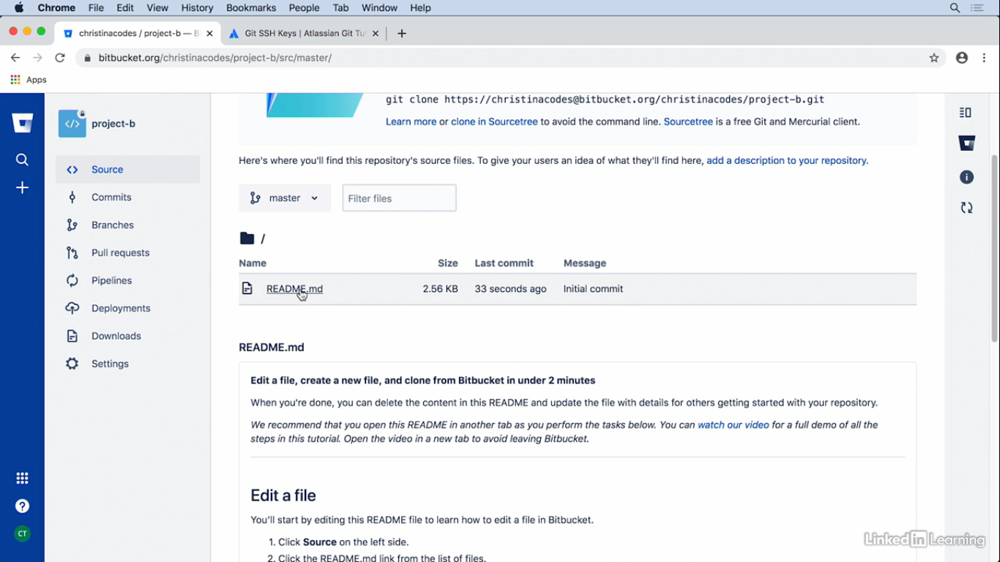 Chrome File Edit View History Bookmarks People Tab Window Help
christinacodes / project-b — B
Git SSH Keys | Atlassian Git Tu
bitbucket.org/christinacodes/project-b/src/master/
Apps
project-b
Source
Commits
Branches
Pull requests
Pipelines
Deployments
Downloads
Settings
CT
git clone https://christinacodes@bitbucket.org/christinacodes/project-b.git
Learn more or clone in Sourcetree to avoid the command line. Sourcetree is a free Git and Mercurial client.
Here's where you'll find this repository's source files. To give your users an idea of what they'll find here, add a description to your repository.
master Filter files
/
Name Size Last commit Message
README.md 2.56 KB 33 seconds ago Initial commit
README.md
Edit a file, create a new file, and clone from Bitbucket in under 2 minutes
When you're done, you can delete the content in this README and update the file with details for others getting started with your repository.
We recommend that you open this README in another tab as you perform the tasks below. You can watch our video for a full demo of all the
steps in this tutorial. Open the video in a new tab to avoid leaving Bitbucket.
Edit a file
You'll start by editing this README file to learn how to edit a file in Bitbucket.
1. Click Source on the left side.
2. Click the README.md link from the list of files.
Linked in Learning